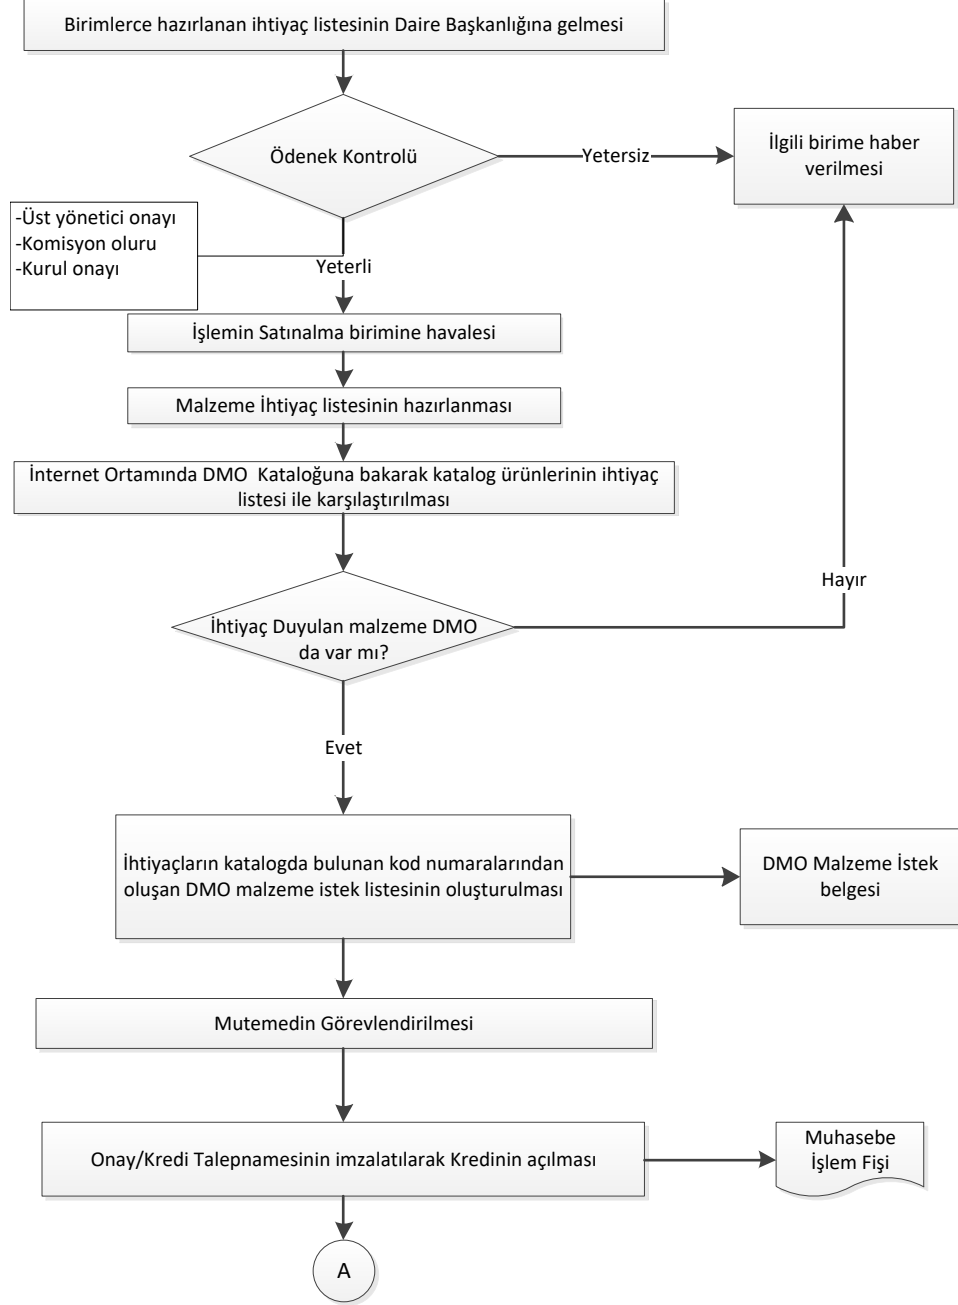 Birimlerce hazırlanan ihtiyaç listesinin Daire Başkanlığına gelmesi
Ödenek Kontrolü
Yetersiz
İlgili birime haber
verilmesi
-Üst yönetici onayı
-Komisyon oluru
-Kurul onayı
Yeterli
İşlemin Satınalma birimine havalesi
Malzeme İhtiyaç listesinin hazırlanması
İnternet Ortamında DMO Kataloğuna bakarak katalog ürünlerinin ihtiyaç
listesi ile karşılaştırılması
Hayır
İhtiyaç Duyulan malzeme DMO
da var mı?
Evet
İhtiyaçların katalogda bulunan kod numaralarından
oluşan DMO malzeme istek listesinin oluşturulması
DMO Malzeme İstek
belgesi
Mutemedin Görevlendirilmesi
Onay/Kredi Talepnamesinin imzalatılarak Kredinin açılması
Muhasebe
İşlem Fişi
A